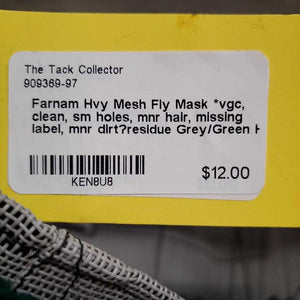 The Tack Collector
909369-97
Farnam Hvy Mesh Fly Mask *vgc,
clean, sm holes, mnr hair, missing
label, mnr dirt?residue Grey/Green H
KEN8U8
$12.00